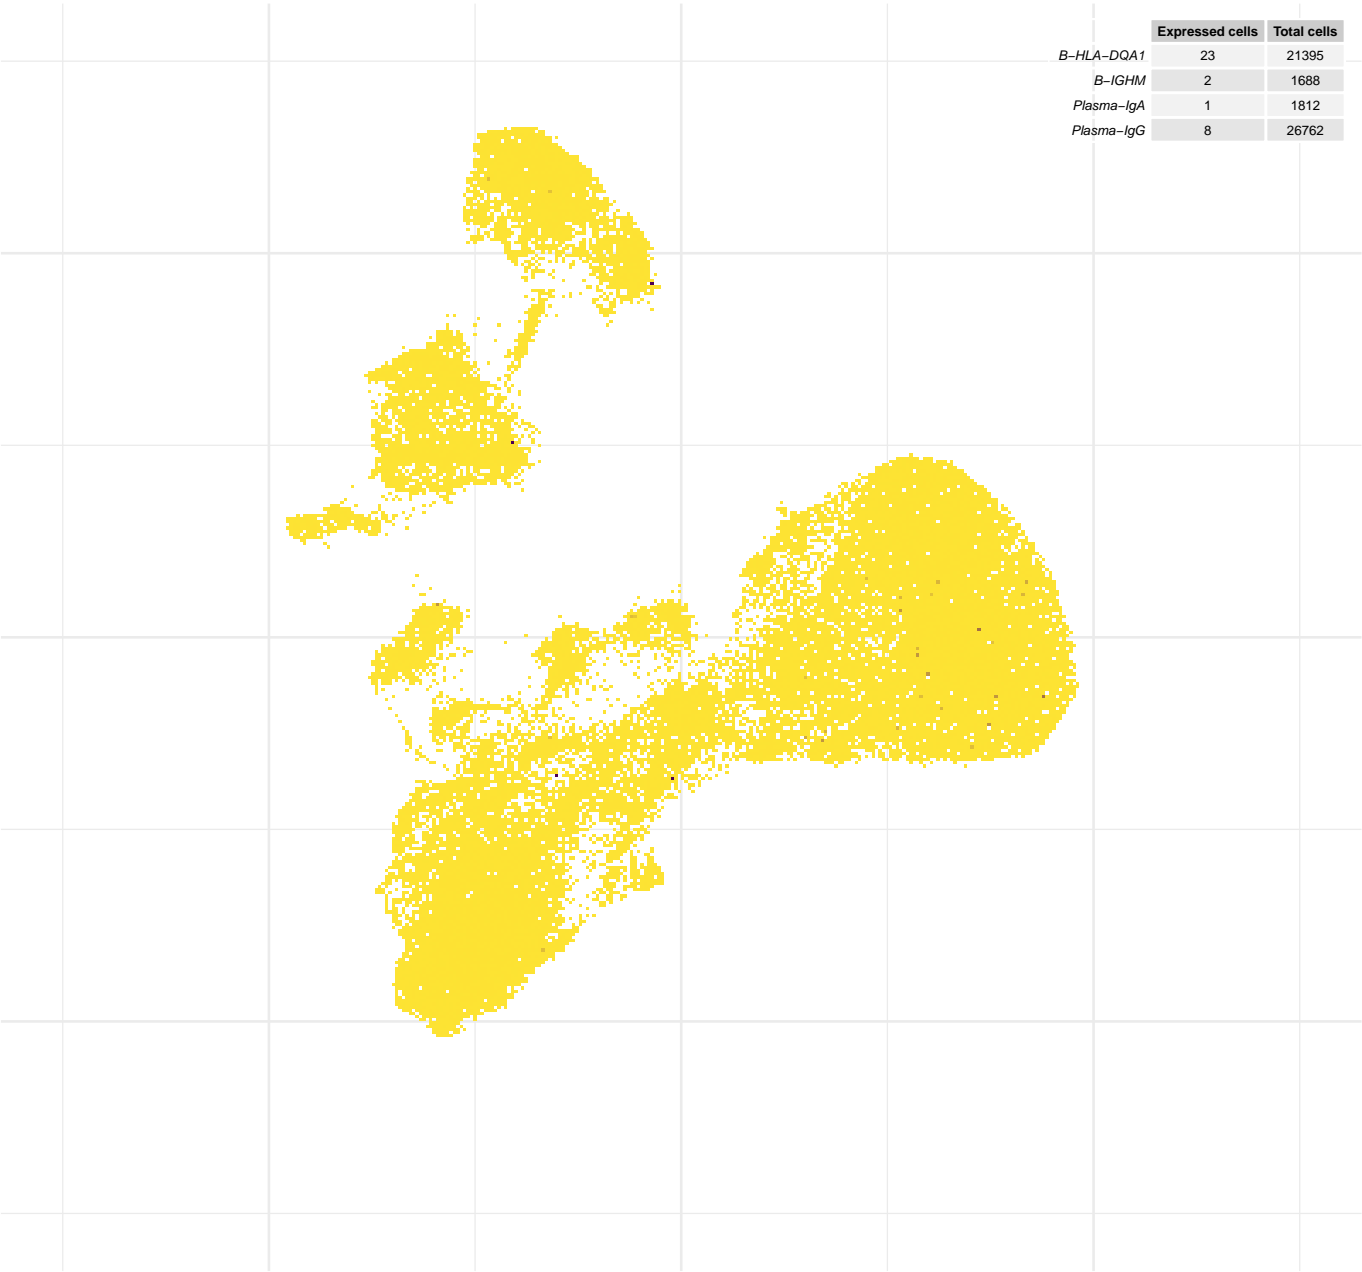 Expressed cells Total cells
B−HLA−DQA1 23 21395
B−IGHM 2 1688
Plasma−IgA 1 1812
Plasma−IgG 8 26762